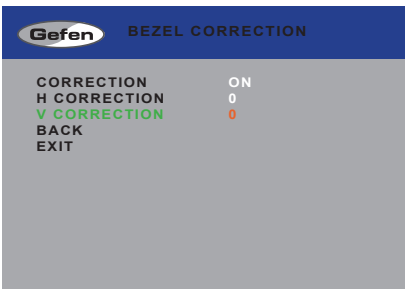 Gefen BEZEL CORRECTION
CORRECTION ON
H CORRECTION 0
V CORRECTION 0
BACK
EXIT